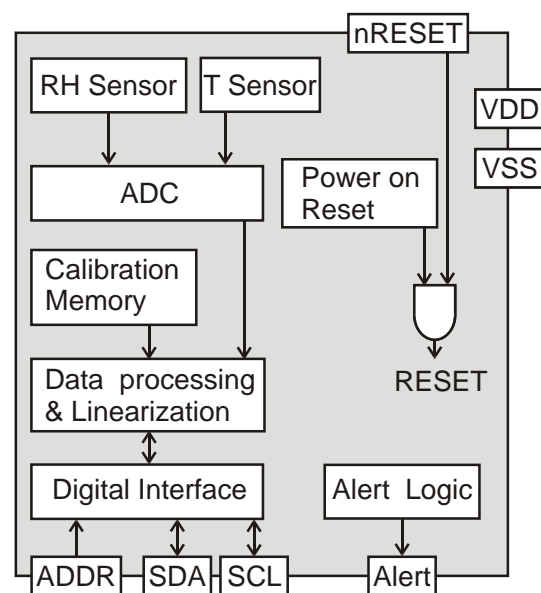 nRESET
RH Sensor
T Sensor
VDD
VSS
ADC
Power on
Reset
Calibration
Memory
Data processing
& Linearization
RESET
Digital Interface
Alert Logic
ADDR
SDA
SCL
Alert